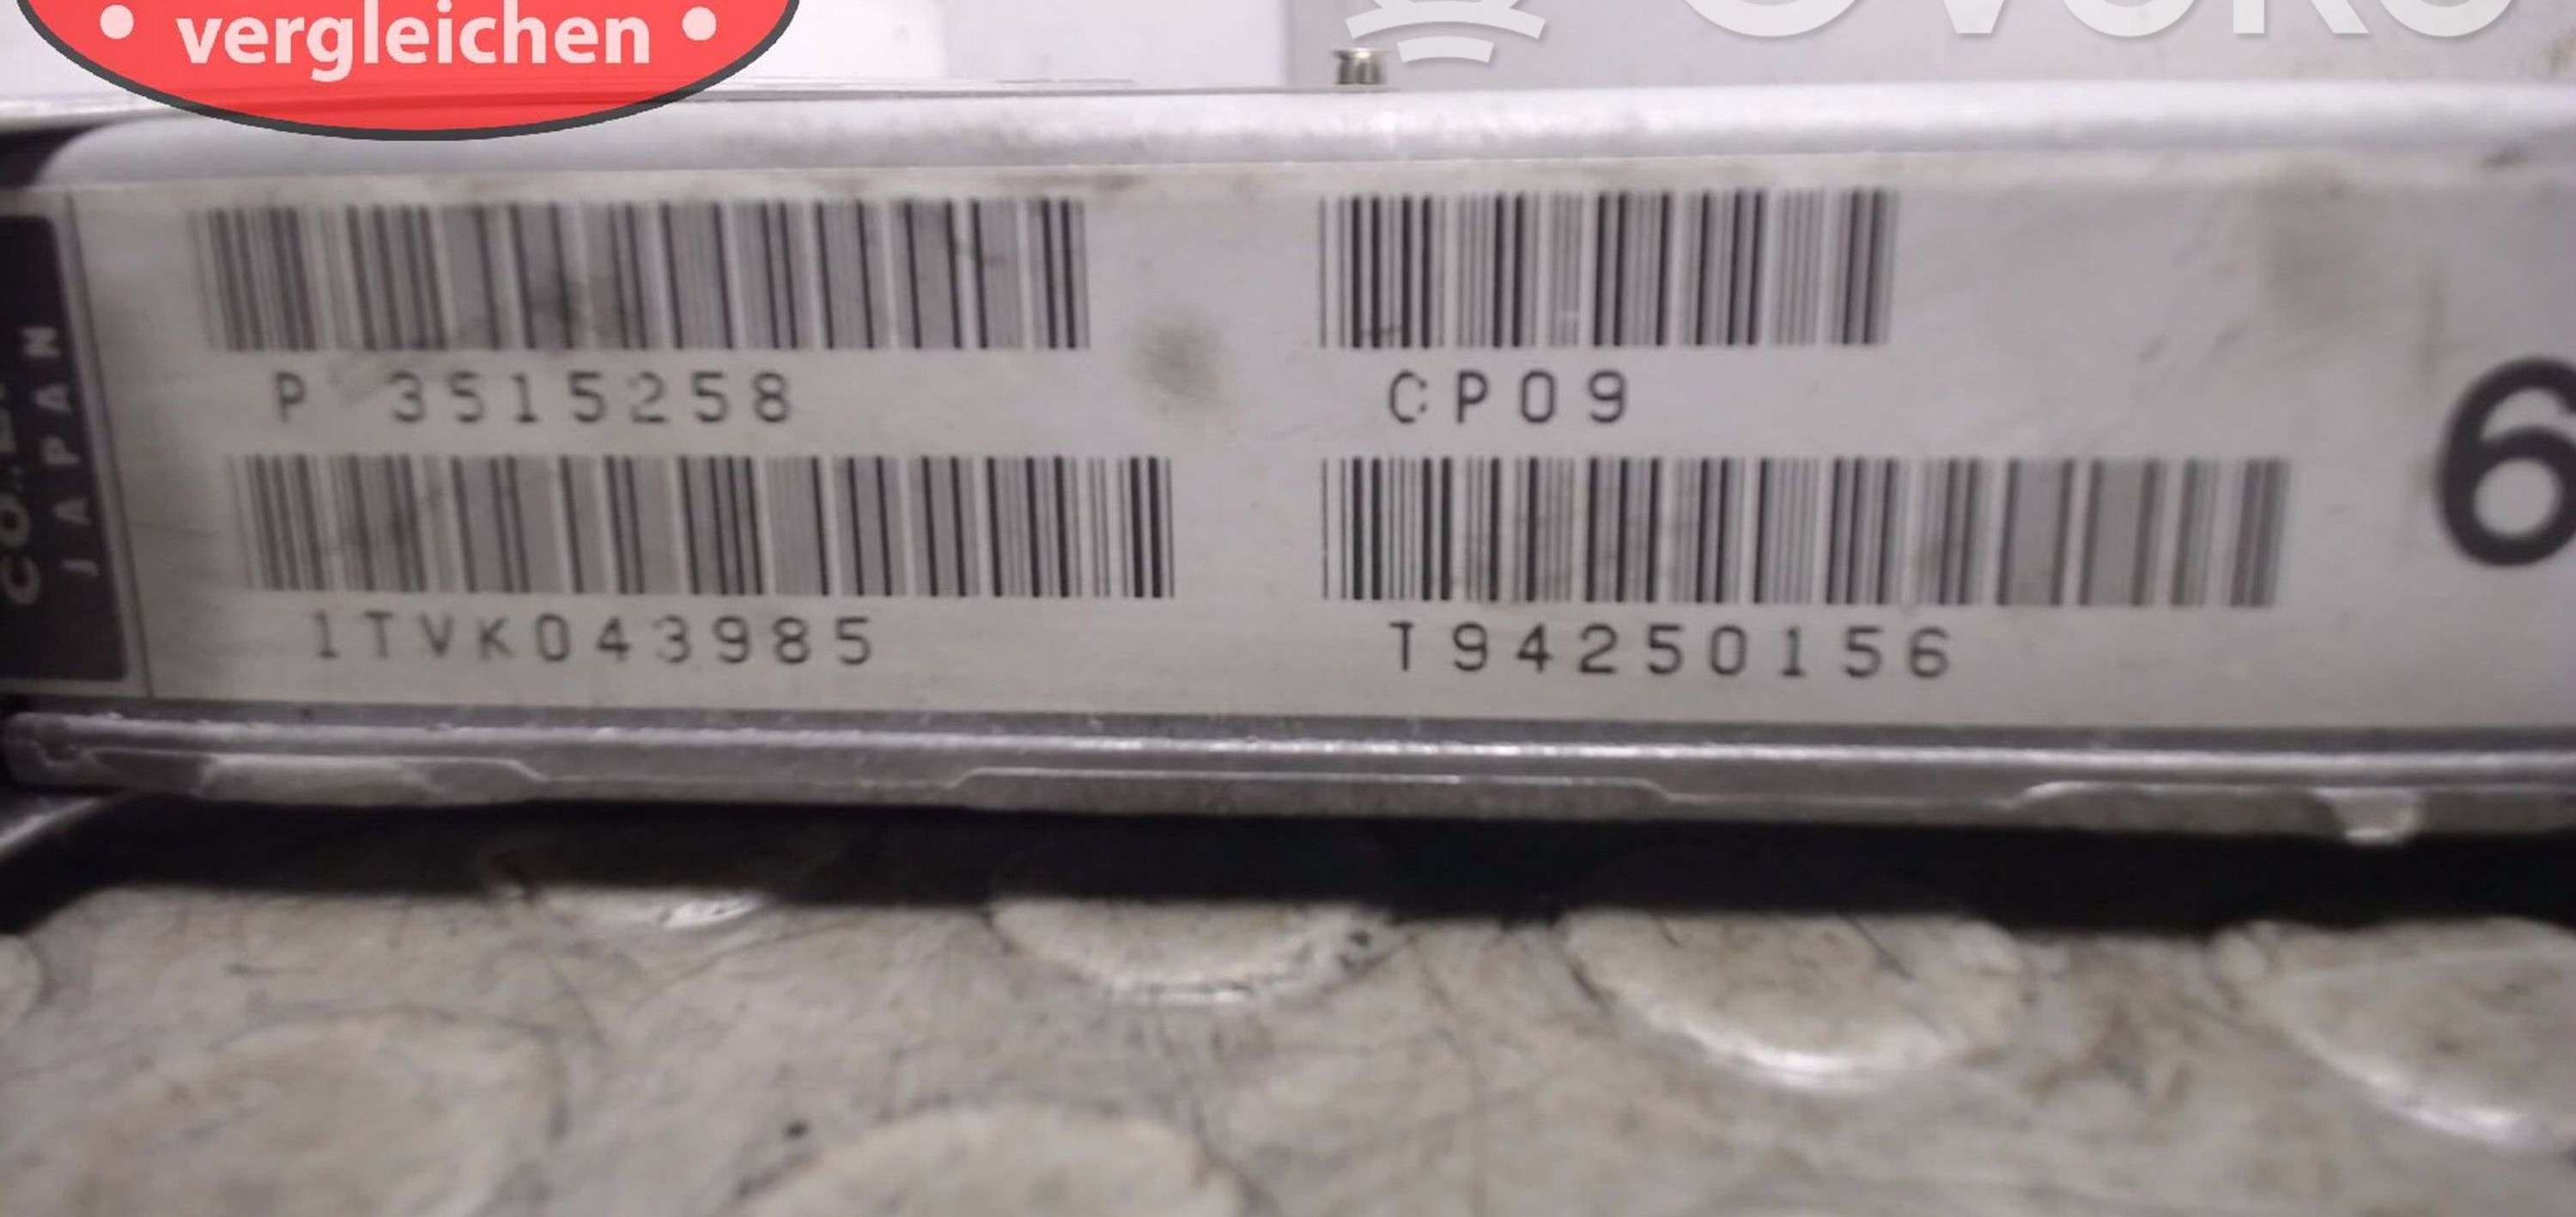 • vergleichen •
P 3515258
CP09
1TVK043985
T94250156
6
JAPAN